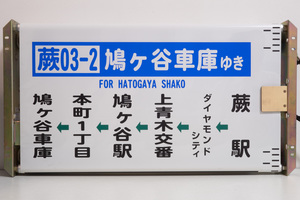 蕨03-2 鳩ヶ谷車庫ゆき
FOR HATOGAYA SHAKO
蕨駅
ダイヤモンドシティ
上青木交番
鳩ヶ谷駅
本町1丁目
鳩ヶ谷車庫